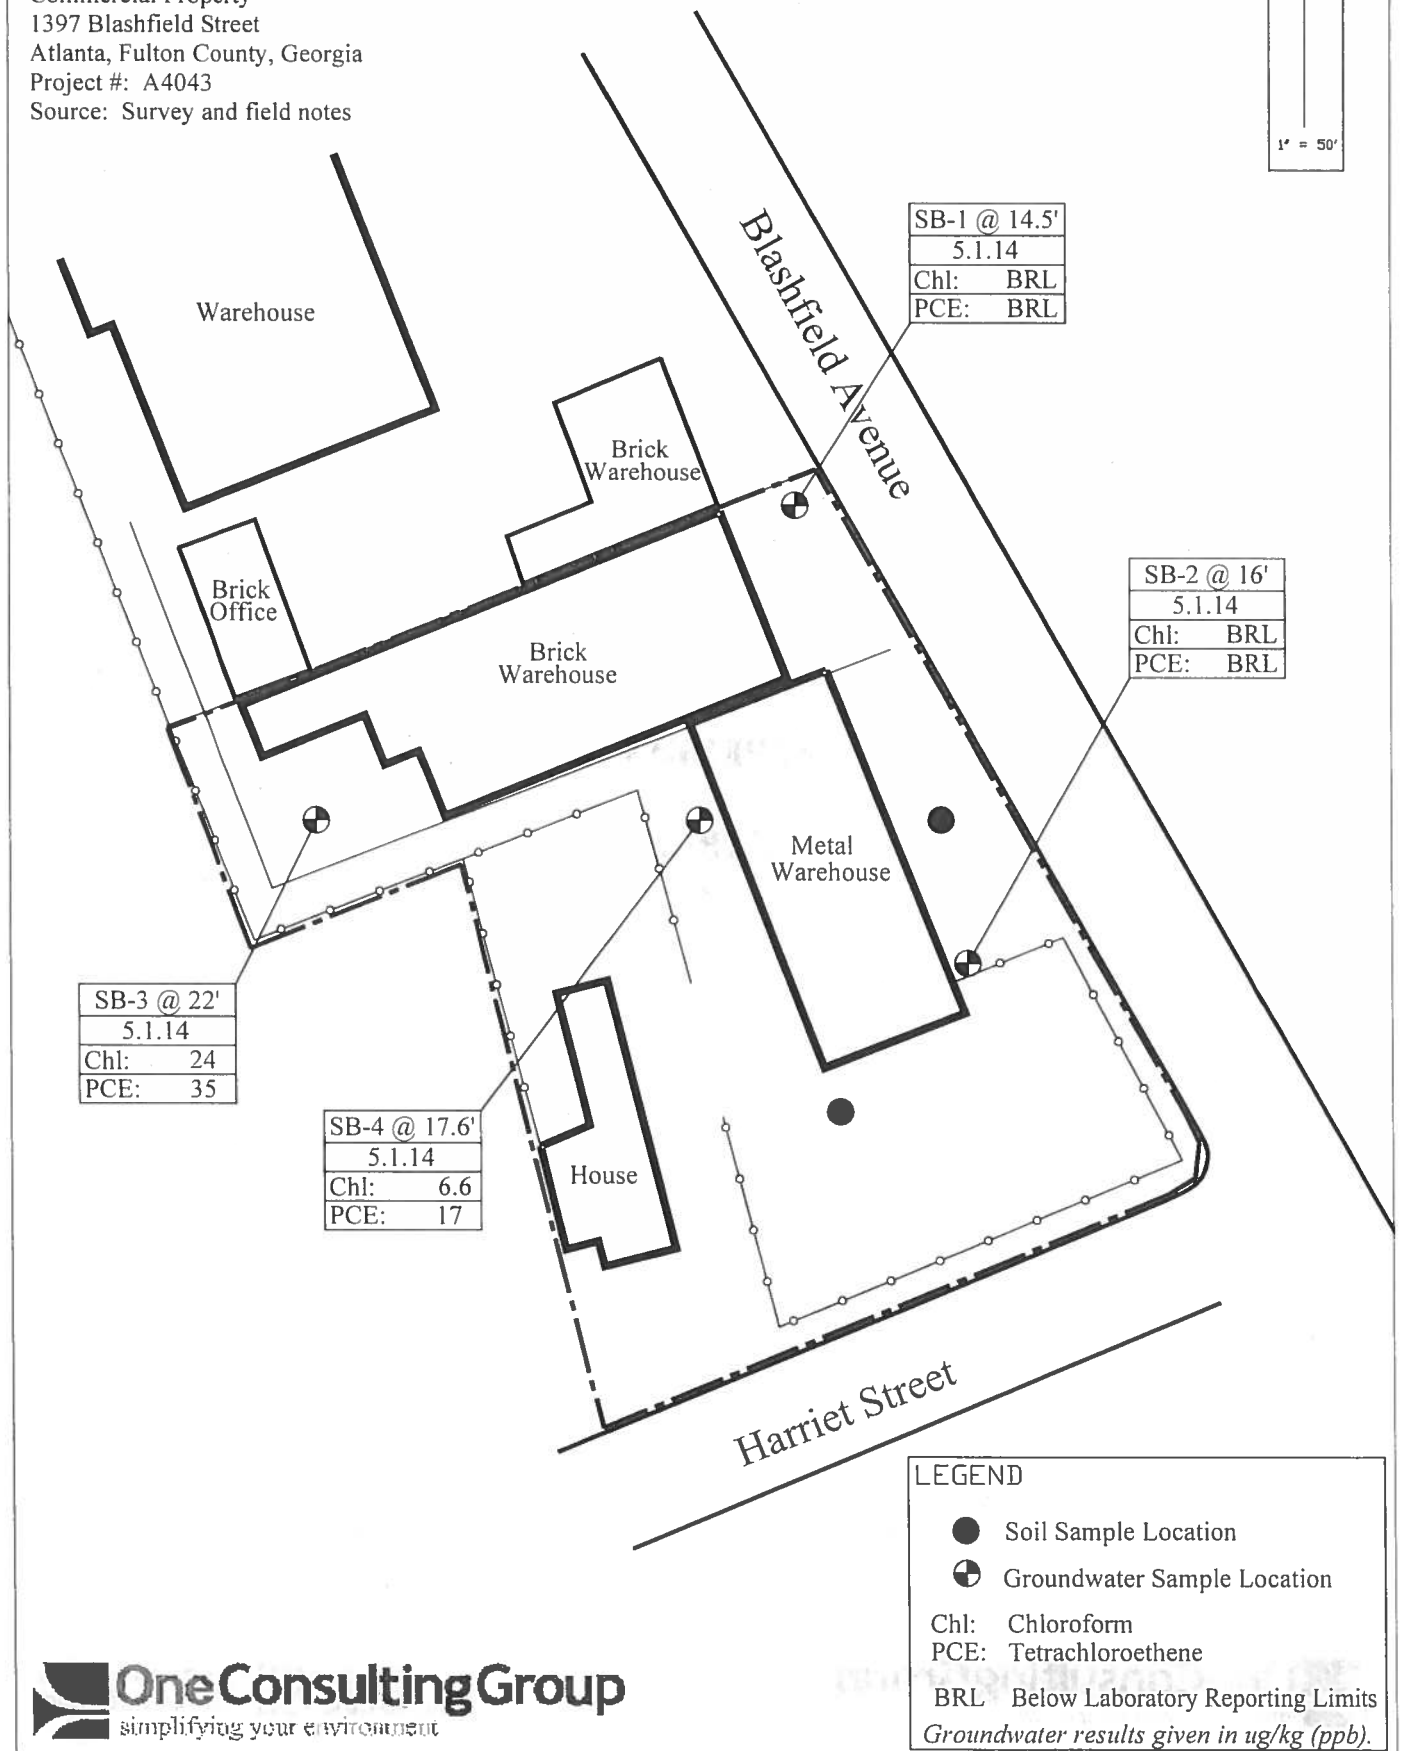 Commercial Property
1397 Blashfield Street
Atlanta, Fulton County, Georgia
Project #: A4043
Source: Survey and field notes
1" = 50'
Blashfield Avenue
SB-1 @ 14.5'
5.1.14
Chl: BRL
PCE: BRL
Warehouse
Brick
Warehouse
SB-2 @ 16'
5.1.14
Chl: BRL
PCE: BRL
Brick
Office
Brick
Warehouse
Metal
Warehouse
SB-3 @ 22'
5.1.14
Chl: 24
PCE: 35
SB-4 @ 17.6'
5.1.14
Chl: 6.6
PCE: 17
House
Harriet Street
LEGEND
Soil Sample Location
Groundwater Sample Location
Chl: Chloroform
PCE: Tetrachloroethene
BRL Below Laboratory Reporting Limits
Groundwater results given in ug/kg (ppb).
OneConsultingGroup
simplifying your environment